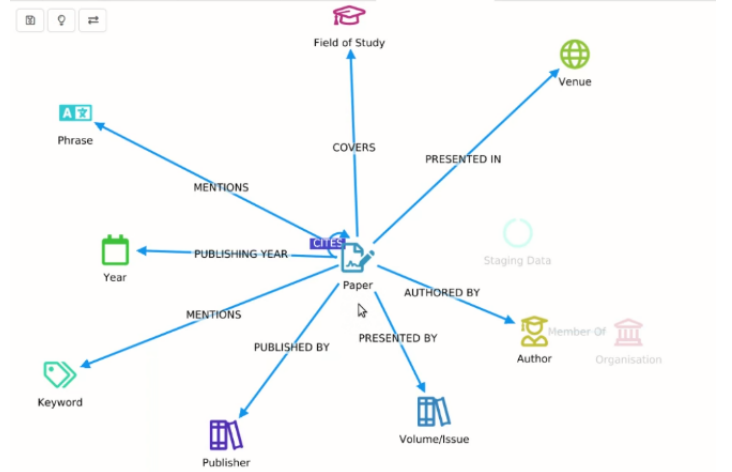 Field of Study
Venue
A
Phrase
COVERS
PRESENTED IN
MENTIONS
CITES
PUBLISHING YEAR
Staging Data
Year
Paper
AUTHORED BY
MENTIONS
PUBLISHED BY
PRESENTED BY
Member Of
Author
Organisation
Keyword
Volume/Issue
Publisher